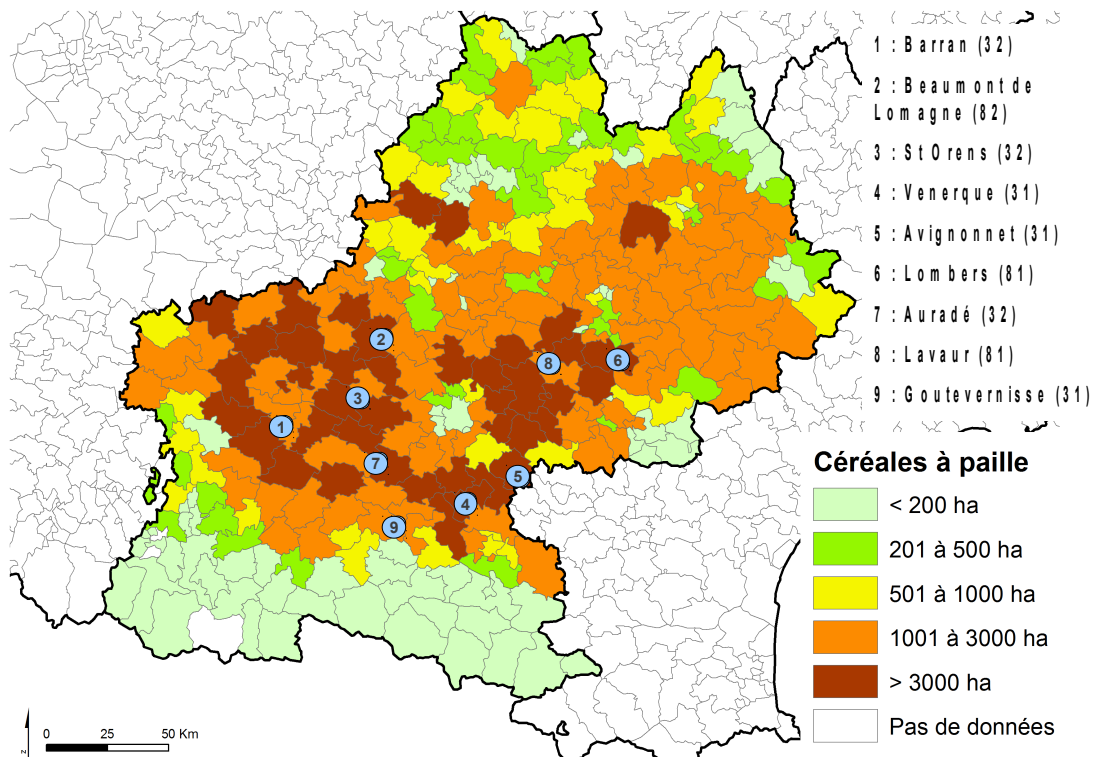 1 : Barran (32)
2 : Beaumont de
Lomagne (82)
3 : St Orens (32)
4 : Venerque (31)
5 : Avignonnet (31)
6 : Lombers (81)
7 : Auradé (32)
8 : Lavaur (81)
9 : Goutevernisse (31)
2
8
6
3
1
7
5
4
9
Céréales à paille
< 200 ha
201 à 500 ha
501 à 1000 ha
1001 à 3000 ha
> 3000 ha
Pas de données
0 25 50 Km
z